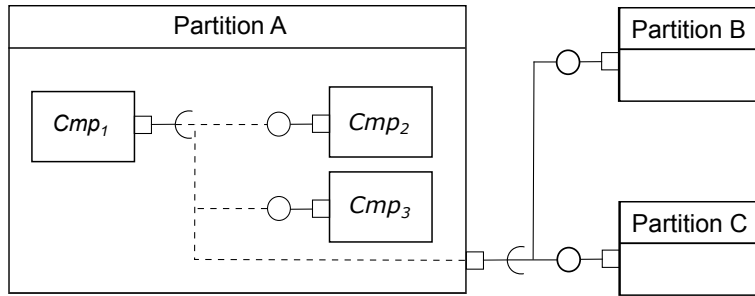 Partition A
Partition B
Cmp₁
Cmp₂
Cmp₃
Partition C